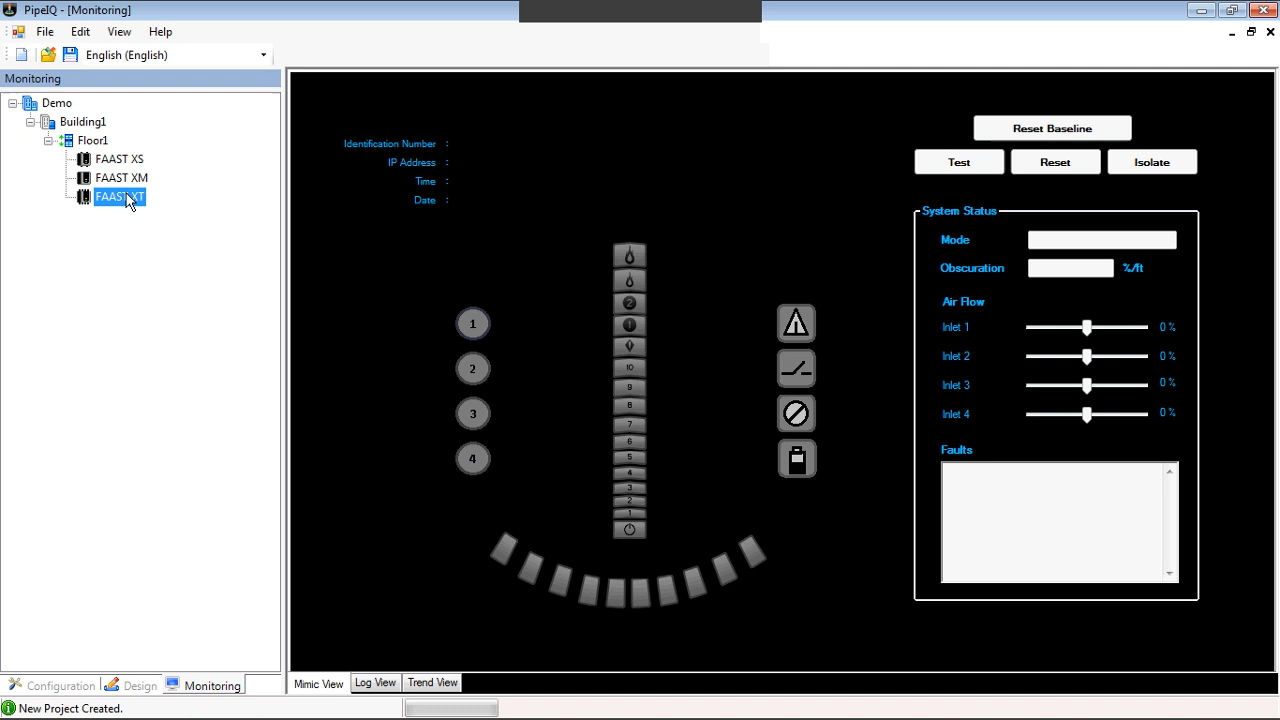 PipeIQ - [Monitoring]
File Edit View Help
English (English)
Monitoring
Demo
Building1
Floor1
FAAST XS
FAAST XM
FAAST XT
Identification Number :
IP Address :
Time :
Date :
Reset Baseline
Test Reset Isolate
System Status
Mode
Obscuration %/ft
Air Flow
Inlet 1 0 %
Inlet 2 0 %
Inlet 3 0 %
Inlet 4 0 %
Faults
1
2
3
4
2
1
10
9
8
7
6
5
4
3
2
1
Configuration Design Monitoring
Mimic View Log View Trend View
New Project Created.